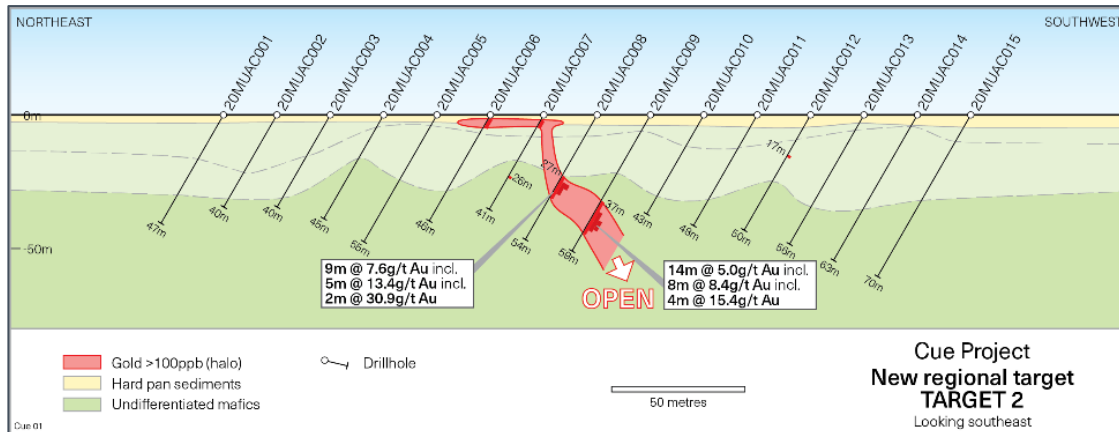 NORTHEAST
SOUTHWEST
20MUAC001
20MUAC002
20MUAC003
20MUAC004
20MUAC005
20MUAC006
20MUAC007
20MUAC008
20MUAC009
20MUAC010
20MUAC011
20MUAC012
20MUAC013
20MUAC014
20MUAC015
0m
17m
27m
26m
37m
47m
40m
40m
45m
55m
46m
41m
54m
59m
43m
48m
50m
56m
63m
70m
-50m
9m @ 7.6g/t Au incl.
5m @ 13.4g/t Au incl.
2m @ 30.9g/t Au
14m @ 5.0g/t Au incl.
8m @ 8.4g/t Au incl.
4m @ 15.4g/t Au
OPEN
Gold >100ppb (halo)
Drillhole
Hard pan sediments
Undifferentiated mafics
50 metres
Cue Project
New regional target
TARGET 2
Looking southeast
Cue 01